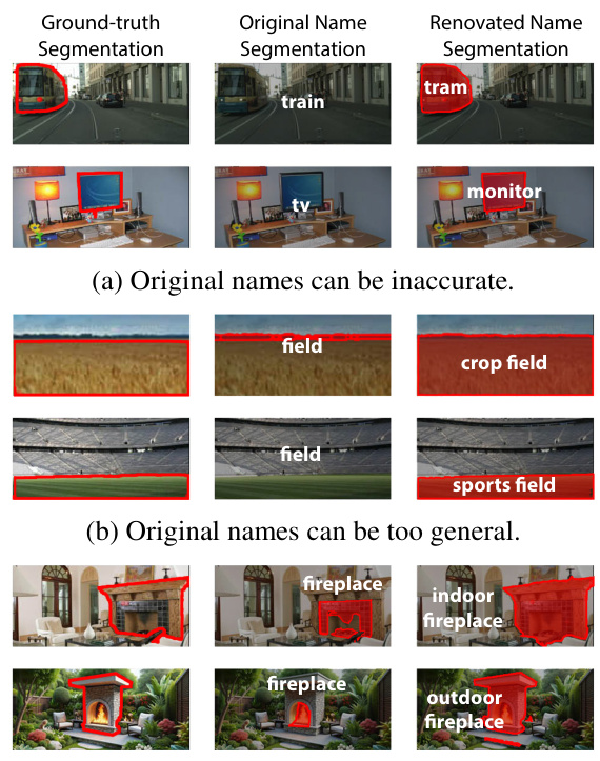 Ground-truth Segmentation
Original Name Segmentation
Renovated Name Segmentation
train
tram
tv
monitor
(a) Original names can be inaccurate.
field
crop field
field
sports field
(b) Original names can be too general.
fireplace
indoor fireplace
fireplace
outdoor fireplace